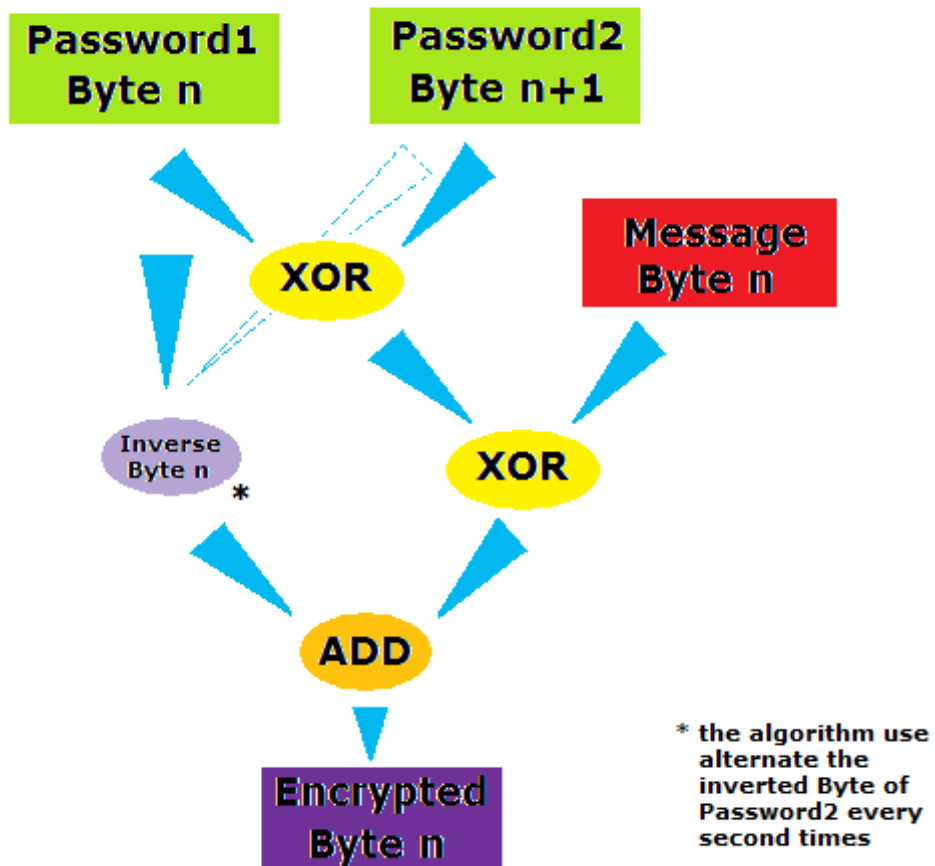 Password1
Byte n
Password2
Byte n+1
XOR
Message
Byte n
Inverse
Byte n
*
XOR
ADD
Encrypted
Byte n
* the algorithm use
alternate the
inverted Byte of
Password2 every
second times